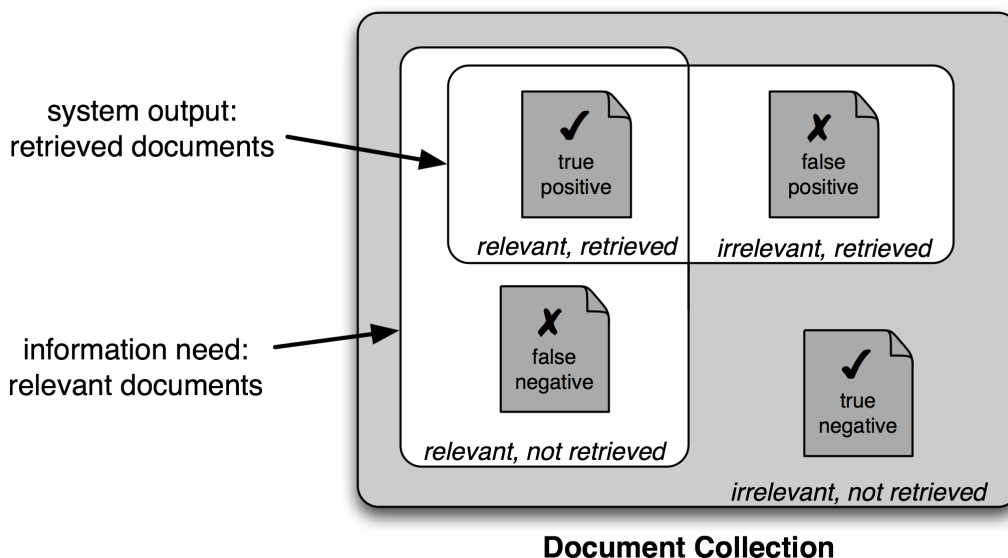 system output:
retrieved documents
true
positive
false
positive
relevant, retrieved
irrelevant, retrieved
information need:
relevant documents
false
negative
true
negative
relevant, not retrieved
irrelevant, not retrieved
Document Collection